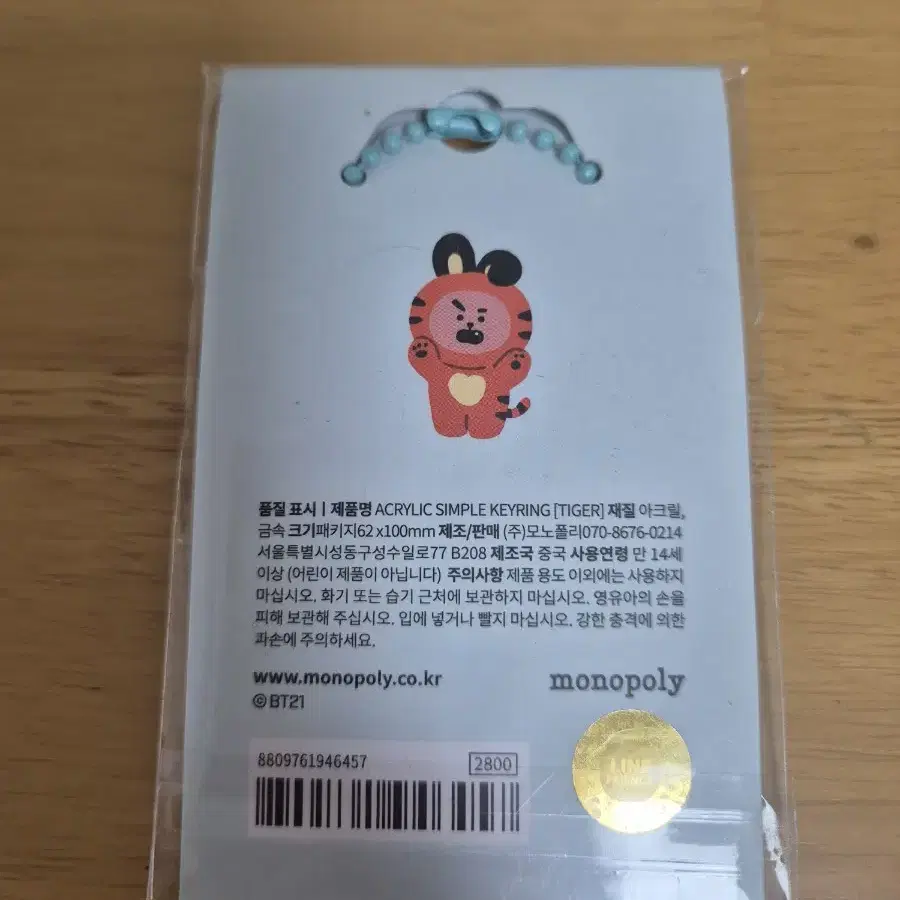 품질 표시 | 제품명 ACRYLIC SIMPLE KEYRING [TIGER] 재질 아크릴,
금속 크기패키지62 x100mm 제조/판매 (주)모노폴리070-8676-0214
서울특별시성동구성수일로77 B208 제조국 중국 사용연령 만 14세
이상 (어린이 제품이 아닙니다) 주의사항 제품 용도 이외에는 사용하지
마십시오. 화기 또는 습기 근처에 보관하지 마십시오. 영유아의 손을
피해 보관해 주십시오. 입에 넣거나 빨지 마십시오. 강한 충격에 의한
파손에 주의하세요.
www.monopoly.co.kr
monopoly
©BT21
8809761946457
2800
LINE
FRIENDS